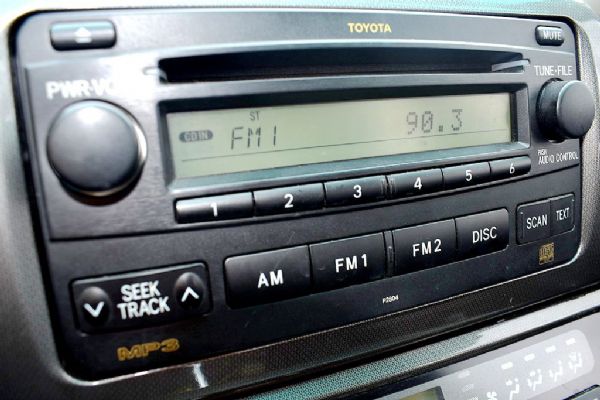 TOYOTA
MUTE
PWR·VOL
TUNE·FILE
ST
CD IN
FM1 90.3
PUSH
AUDIO CONTROL
1 2 3 4 5 6
AM FM1 FM2 DISC
SCAN TEXT
SEEK
TRACK
P2804
MP3